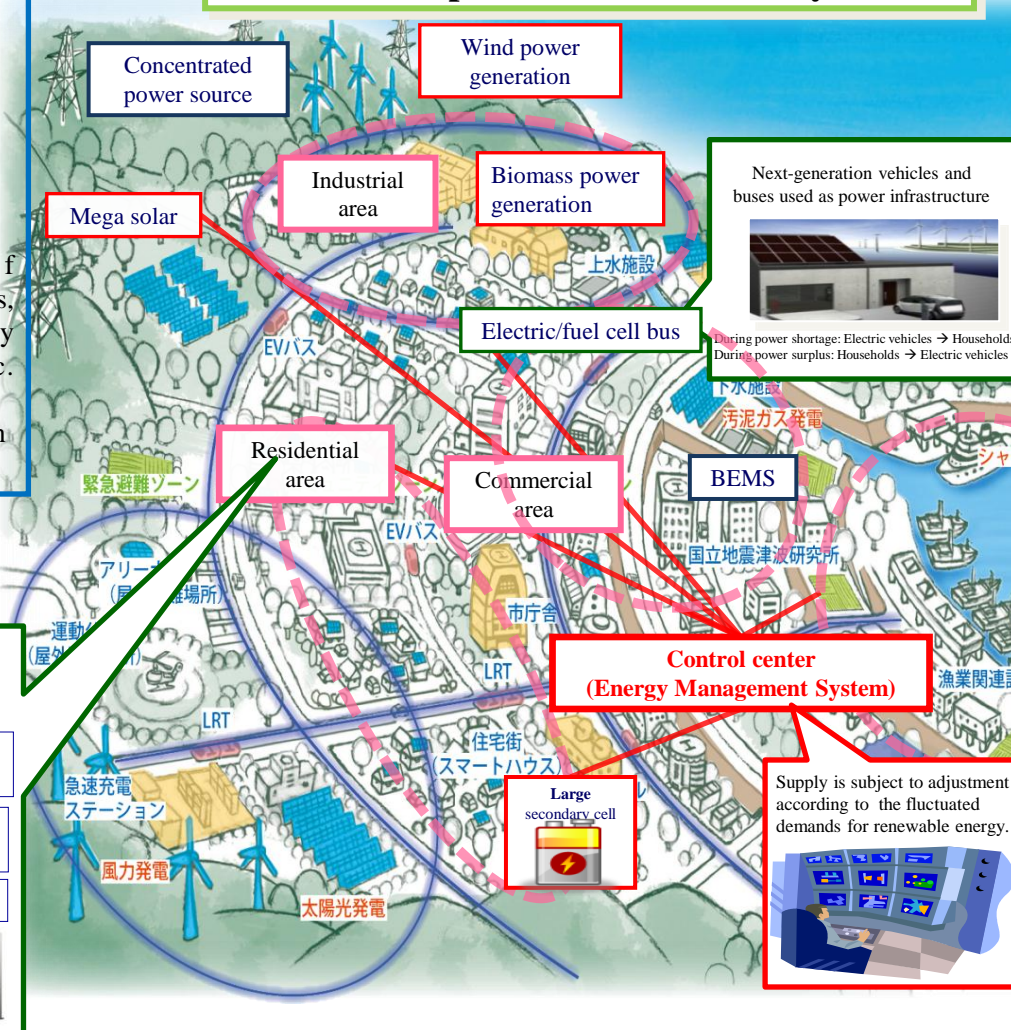 Concentrated
power source
Wind power
generation
Industrial
area
Biomass power
generation
Mega solar
上水施設
Next-generation vehicles and
buses used as power infrastructure
During power shortage: Electric vehicles → Households
During power surplus: Households → Electric vehicles
Electric/fuel cell bus
EVバス
下水施設
汚泥ガス発電
シャ
Residential
area
Commercial
area
BEMS
緊急避難ゾーン
EVバス
国立地震津波研究所
アリーナ
市庁舎
LRT
Control center
(Energy Management System)
漁業関連
LRT
住宅街
(スマートハウス)
急速充電
ステーション
Large
secondary cell
Supply is subject to adjustment
according to the fluctuated
demands for renewable energy.
風力発電
太陽光発電